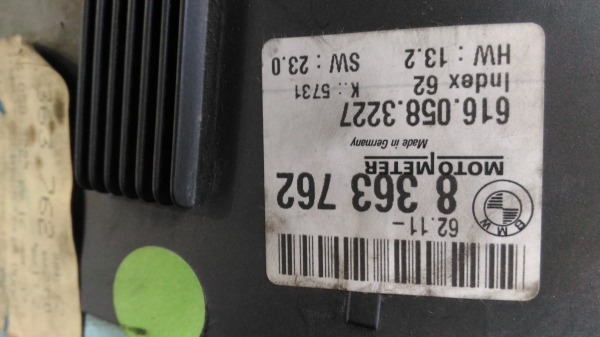 BMW
62.11-
8 363 762
MOTOMETER
Made in Germany
616.058.3227
Index 62 K.: 5731
HW : 13.2 SW : 23.0